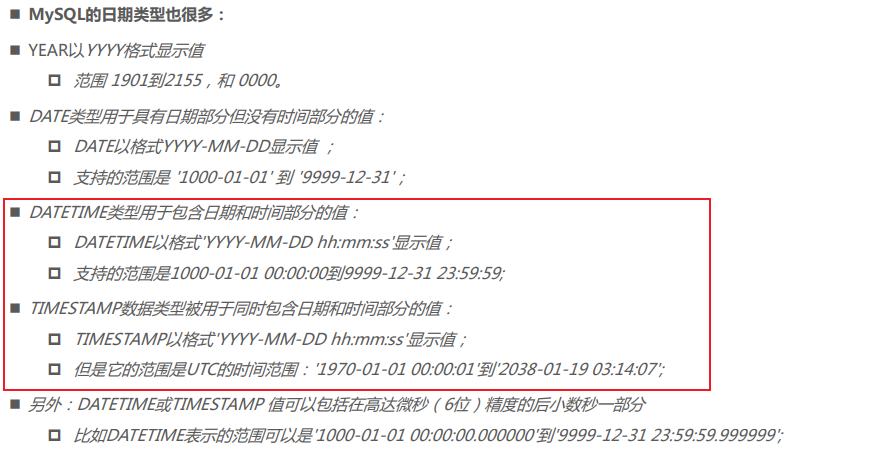 MySQL的日期类型也很多：
YEAR以YYYY格式显示值
范围 1901到2155，和 0000。
DATE类型用于具有日期部分但没有时间部分的值：
DATE以格式YYYY-MM-DD显示值 ；
支持的范围是 '1000-01-01' 到 '9999-12-31'；
DATETIME类型用于包含日期和时间部分的值：
DATETIME以格式'YYYY-MM-DD hh:mm:ss'显示值；
支持的范围是1000-01-01 00:00:00到9999-12-31 23:59:59;
TIMESTAMP数据类型被用于同时包含日期和时间部分的值：
TIMESTAMP以格式'YYYY-MM-DD hh:mm:ss'显示值；
但是它的范围是UTC的时间范围：'1970-01-01 00:00:01'到'2038-01-19 03:14:07';
另外：DATETIME或TIMESTAMP 值可以包括在高达微秒（6位）精度的后小数秒一部分
比如DATETIME表示的范围可以是'1000-01-01 00:00:00.000000'到'9999-12-31 23:59:59.999999';